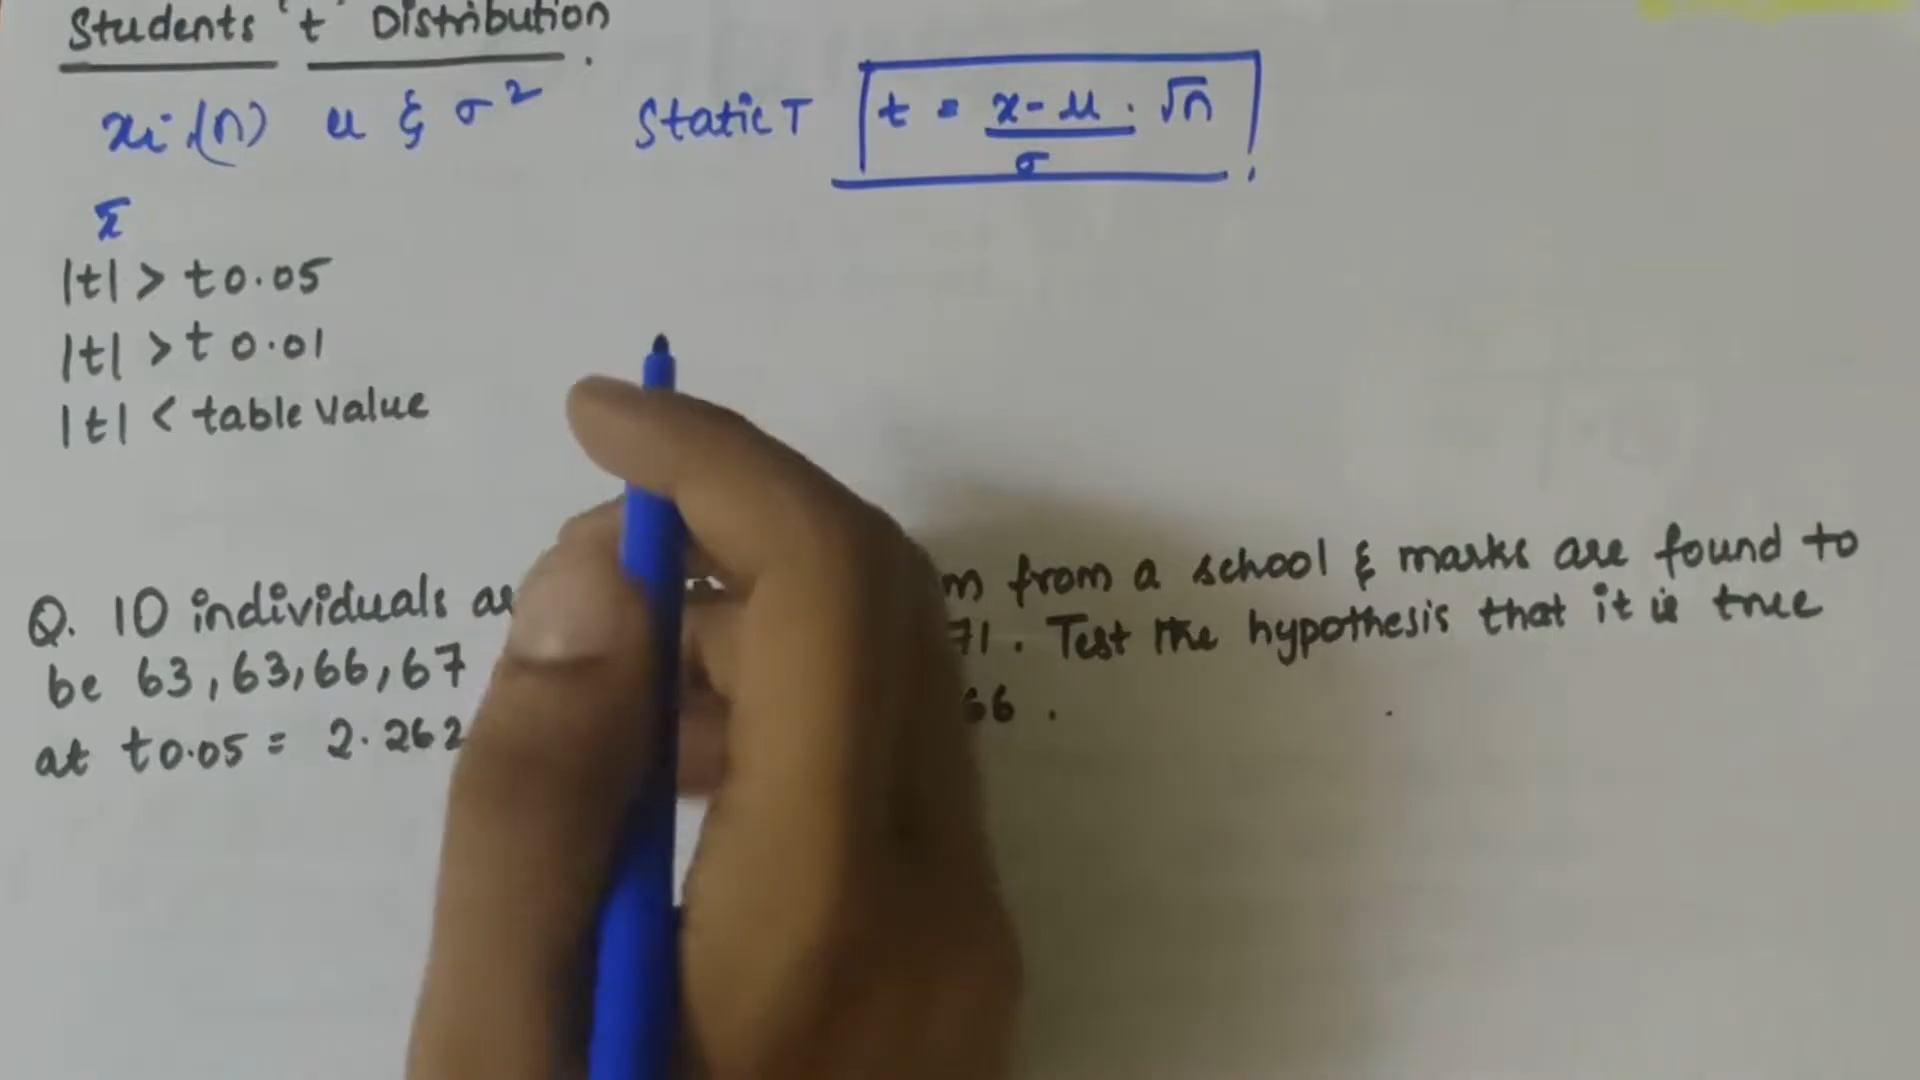 Students 't' Distribution.
xi (n) u & σ² Static T t = x - μ . √n
σ
x̄
|t| > t0.05
|t| > t 0.01
|t| < table value
Q. 10 individuals from a school & marks are found to
be 63, 63, 66, 67 71. Test the hypothesis that it is true
at t0.05 = 2.262 66.